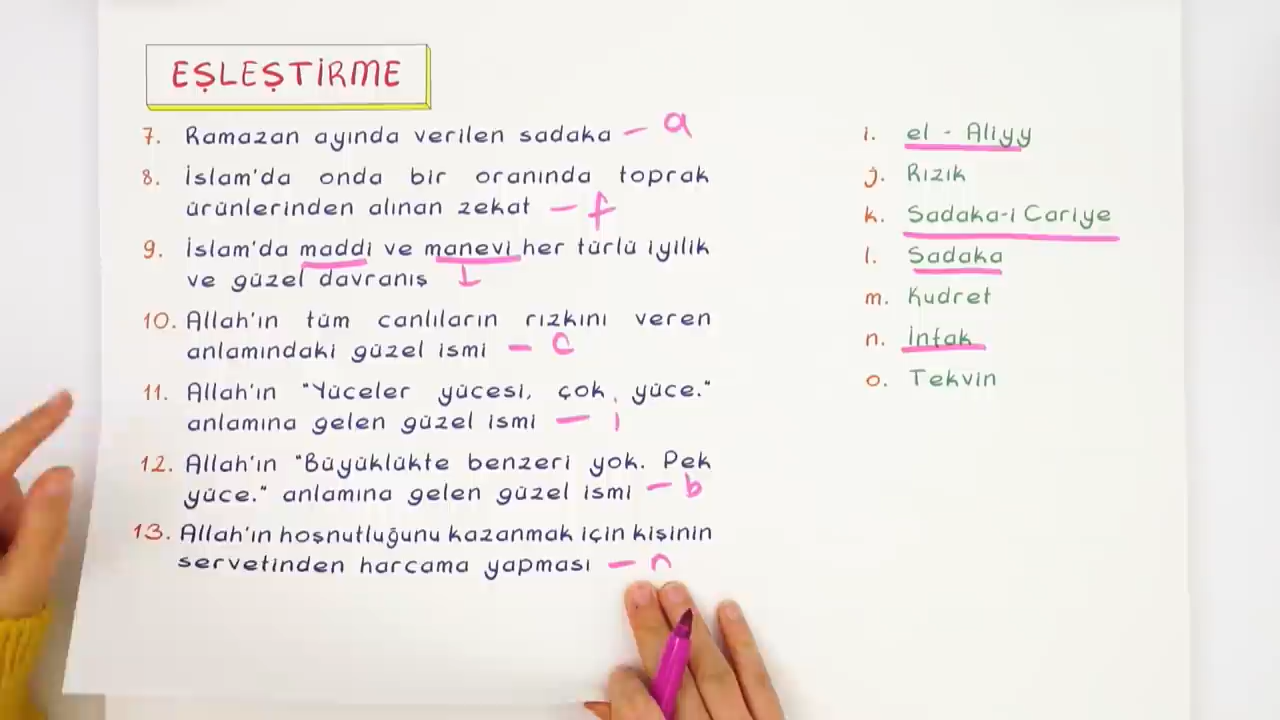 EŞLEŞTİRME
7. Ramazan ayında verilen sadaka – a
8. İslam'da onda bir oranında toprak
ürünlerinden alınan zekat – f
9. İslam'da maddi ve manevi her türlü iyilik
ve güzel davranış l
10. Allah'ın tüm canlıların rızkını veren
anlamındaki güzel ismi – c
11. Allah'ın "Yüceler yücesi, çok yüce."
anlamına gelen güzel ismi – i
12. Allah'ın "Büyüklükte benzeri yok. Pek
yüce." anlamına gelen güzel ismi – b
13. Allah'ın hoşnutluğunu kazanmak için kişinin
servetinden harcama yapması – n
i. el - Aliyy
j. Rızık
k. Sadaka-i Cariye
l. Sadaka
m. Kudret
n. İnfak
o. Tekvin